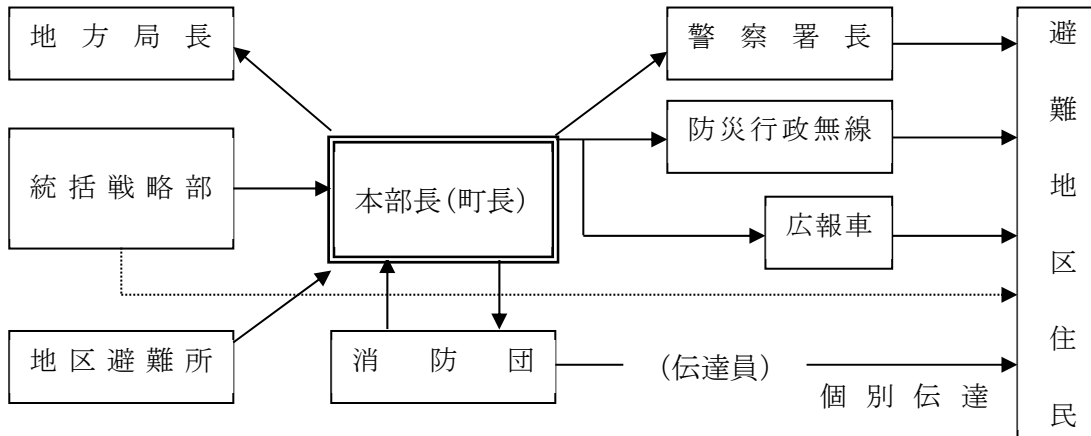 地方局長
警察署長
避難地区住民
防災行政無線
統括戦略部
本部長(町長)
広報車
地区避難所
消防団
(伝達員)
個別伝達